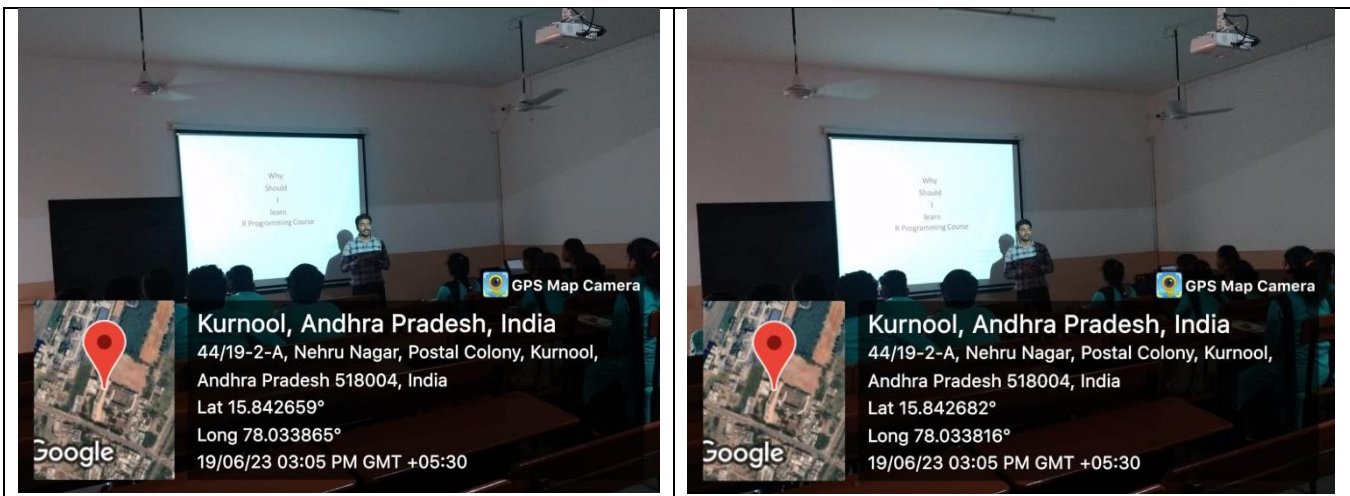 Why
Should
I
learn
R Programming Course
GPS Map Camera
Kurnool, Andhra Pradesh, India
44/19-2-A, Nehru Nagar, Postal Colony, Kurnool,
Andhra Pradesh 518004, India
Lat 15.842659°
Long 78.033865°
19/06/23 03:05 PM GMT +05:30
Google
Why
Should
I
learn
R Programming Course
GPS Map Camera
Kurnool, Andhra Pradesh, India
44/19-2-A, Nehru Nagar, Postal Colony, Kurnool,
Andhra Pradesh 518004, India
Lat 15.842682°
Long 78.033816°
19/06/23 03:05 PM GMT +05:30
Google